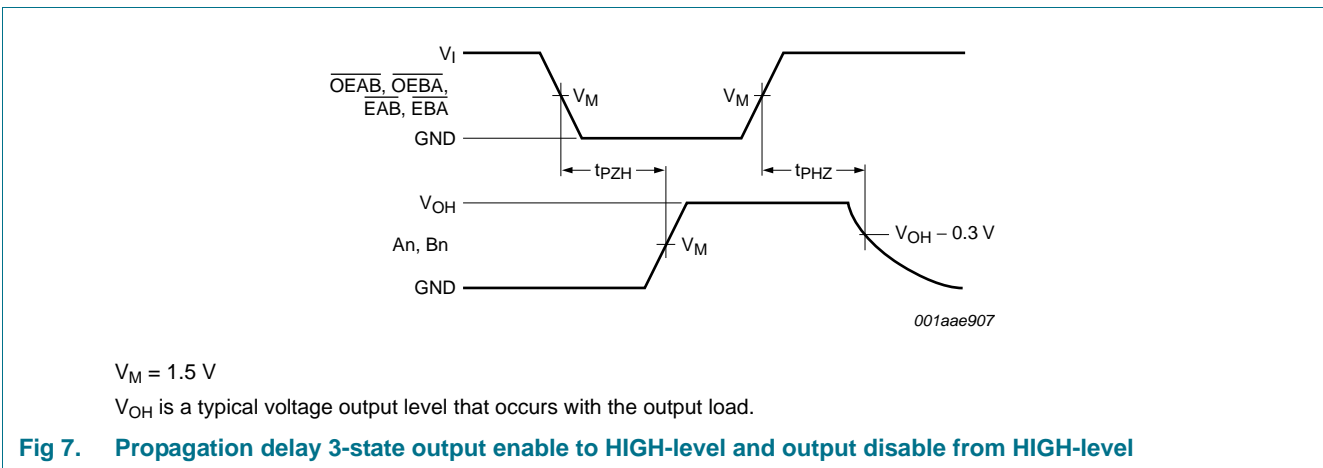 VI
OEAB, OEBA,
VM VM
EAB, EBA
GND
tPZH tPHZ
VOH
VOH − 0.3 V
An, Bn VM
GND
001aae907
VM = 1.5 V
VOH is a typical voltage output level that occurs with the output load.
Fig 7. Propagation delay 3-state output enable to HIGH-level and output disable from HIGH-level